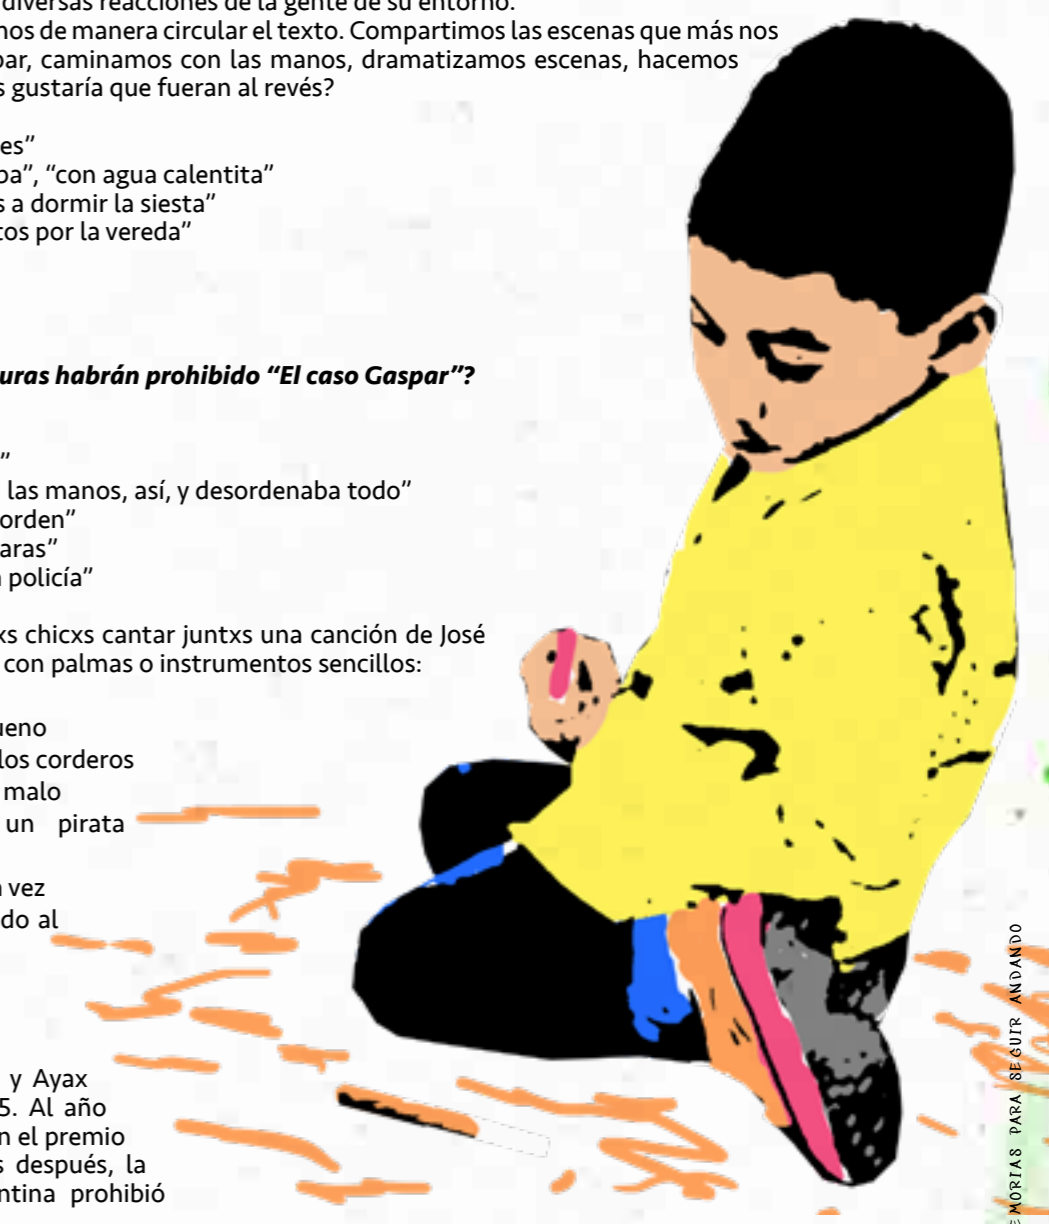 diversas reacciones de la gente de su entorno.
nos de manera circular el texto. Compartimos las escenas que más nos
par, caminamos con las manos, dramatizamos escenas, hacemos
s gustaría que fueran al revés?
es”
ba”, “con agua calentita”
s a dormir la siesta”
tos por la vereda”
uras habrán prohibido “El caso Gaspar”?
”
las manos, así, y desordenaba todo”
orden”
aras”
policía”
xs chicxs cantar juntxs una canción de José
con palmas o instrumentos sencillos:
ueno
los corderos
malo
un pirata
vez
do al
y Ayax
5. Al año
n el premio
s después, la
ntina prohibió
MORIAS PARA SEGUIR ANDANDO